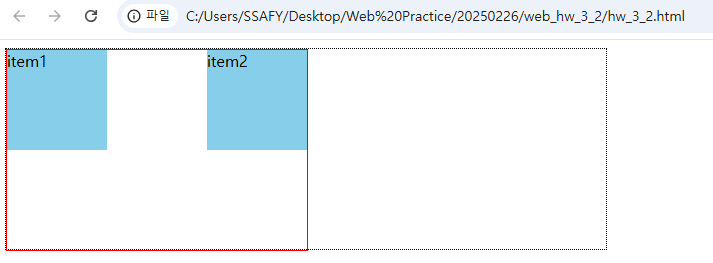 파일 C:/Users/SSAFY/Desktop/Web%20Practice/20250226/web_hw_3_2/hw_3_2.html
item1 item2